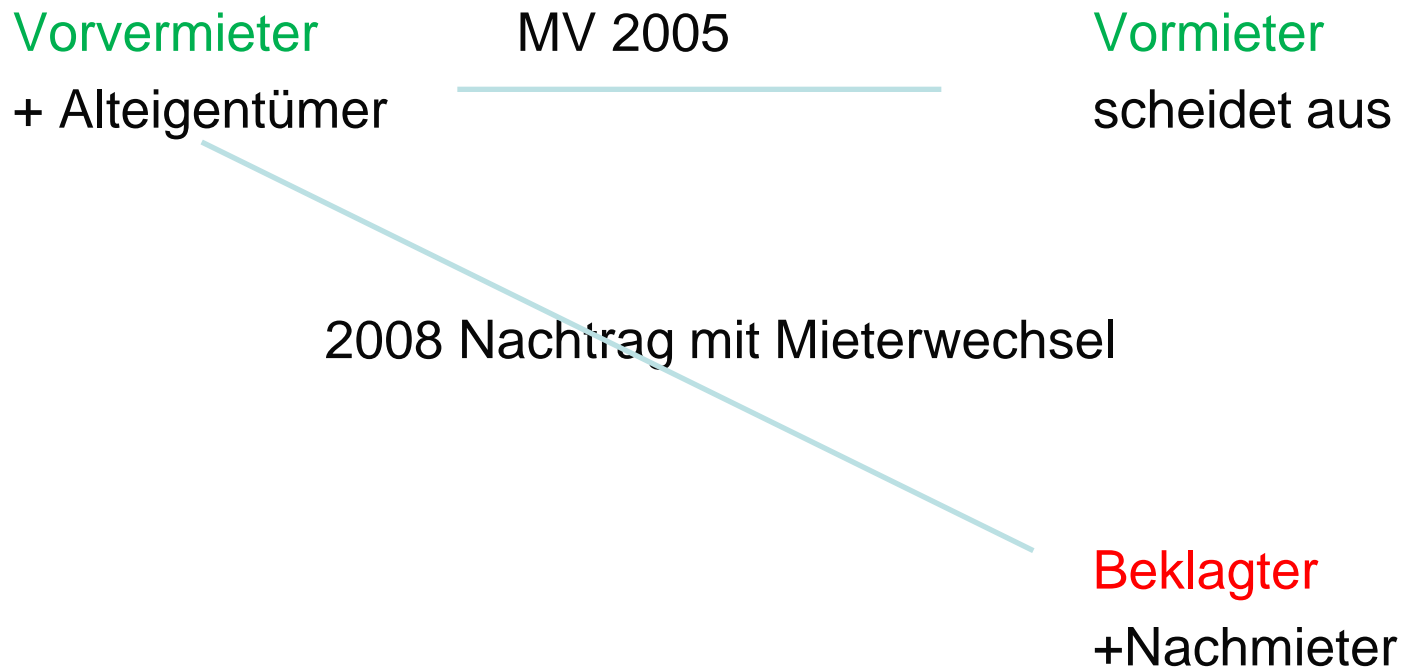 Vorvermieter MV 2005 Vormieter
+ Alteigentümer scheidet aus
2008 Nachtrag mit Mieterwechsel
Beklagter
+Nachmieter